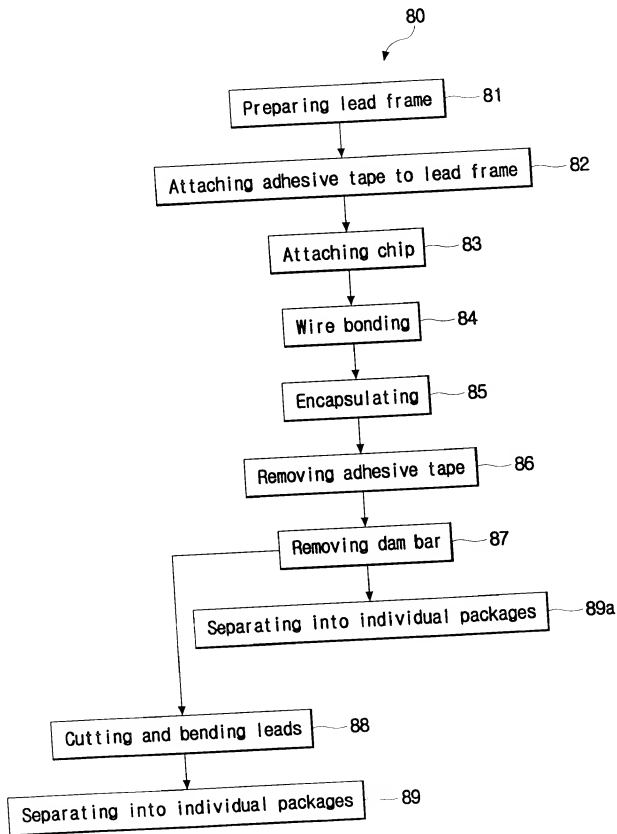 80
Preparing lead frame 81
Attaching adhesive tape to lead frame 82
Attaching chip 83
Wire bonding 84
Encapsulating 85
Removing adhesive tape 86
Removing dam bar 87
Separating into individual packages 89a
Cutting and bending leads 88
Separating into individual packages 89